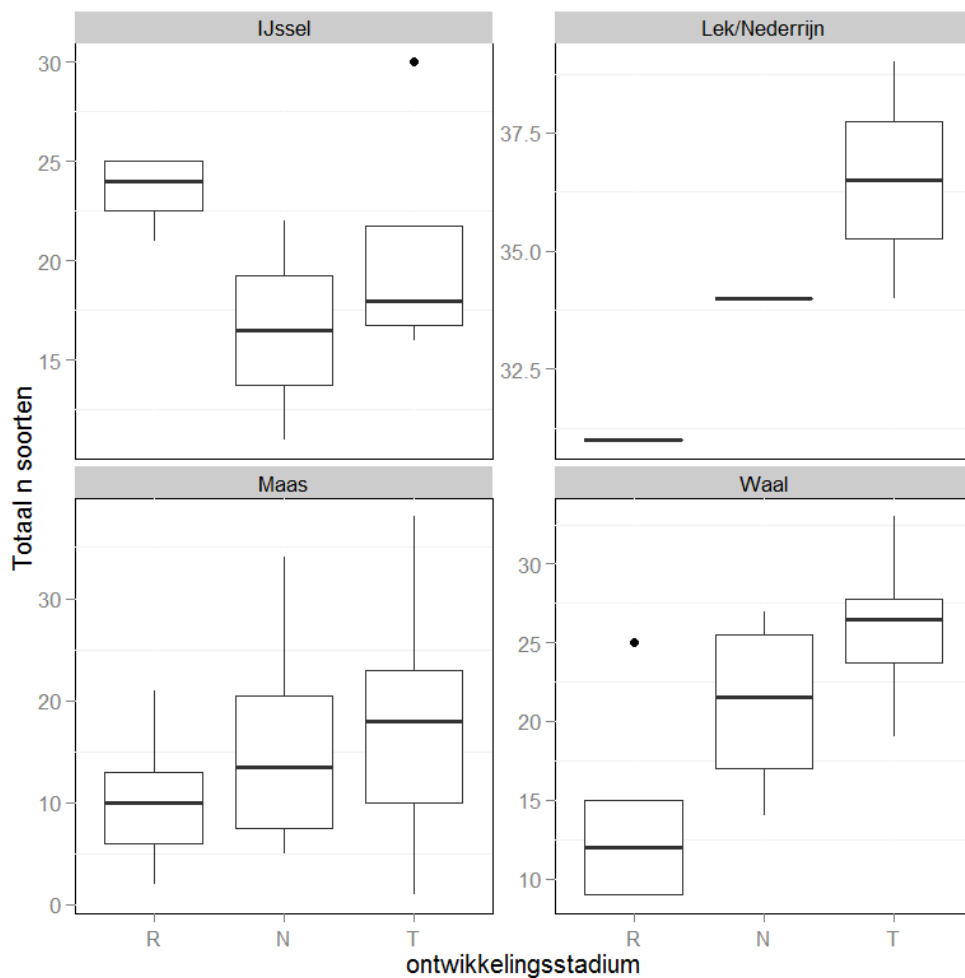 IJssel
Lek/Nederrijn
30
25
20
15
37.5
35.0
32.5
Totaal n soorten
Maas
Waal
30
20
10
0
30
25
20
15
10
R N T
R N T
ontwikkelingsstadium